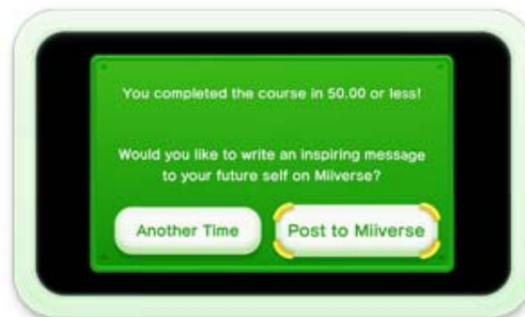 You completed the course in 50.00 or less!
Would you like to write an inspiring message
to your future self on Miiverse?
Another Time
Post to Miiverse